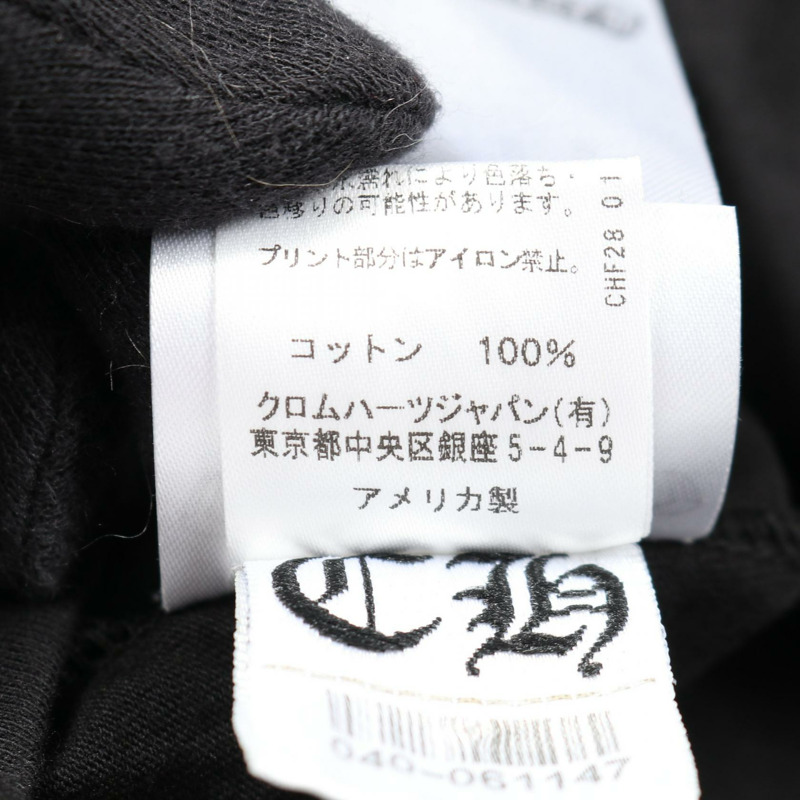 濡れにより色落ち・
色移りの可能性があります。
プリント部分はアイロン禁止。
CHF28 01
コットン 100%
クロムハーツジャパン(有)
東京都中央区銀座5-4-9
アメリカ製
CH
040-061147